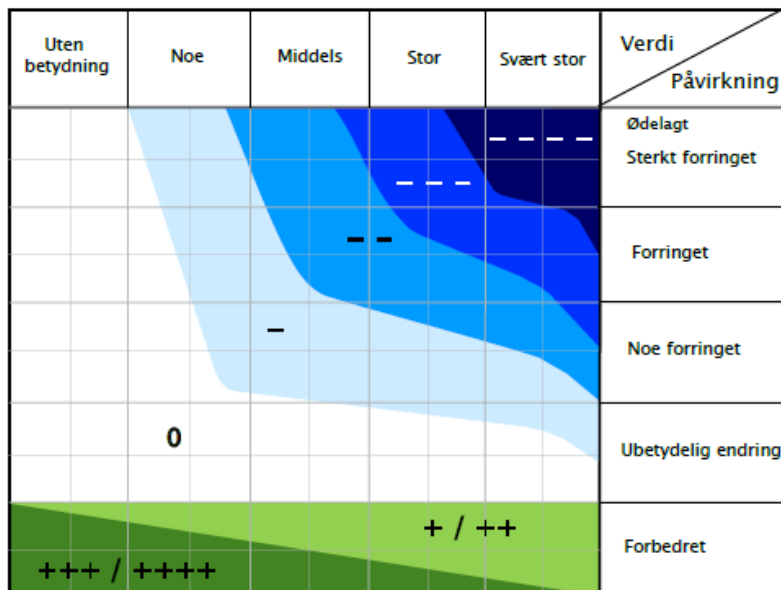 Uten betydning
Noe
Middels
Stor
Svært stor
Verdi
Påvirkning
Ødelagt
Sterkt forringet
– – – –
– – –
– –
Forringet
–
Noe forringet
0
Ubetydelig endring
+ / ++
Forbedret
+++ / ++++